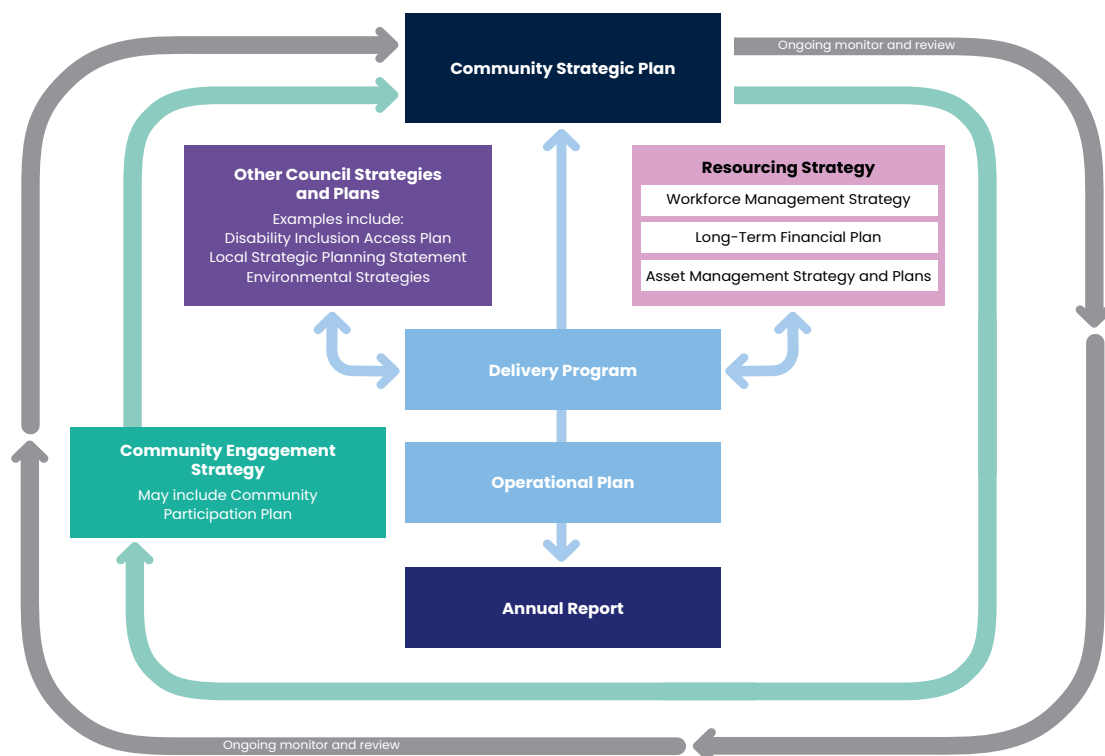 Community Strategic Plan
Ongoing monitor and review
Other Council Strategies
and Plans
Examples include:
Disability Inclusion Access Plan
Local Strategic Planning Statement
Environmental Strategies
Resourcing Strategy
Workforce Management Strategy
Long-Term Financial Plan
Asset Management Strategy and Plans
Delivery Program
Community Engagement
Strategy
May include Community
Participation Plan
Operational Plan
Annual Report
Ongoing monitor and review